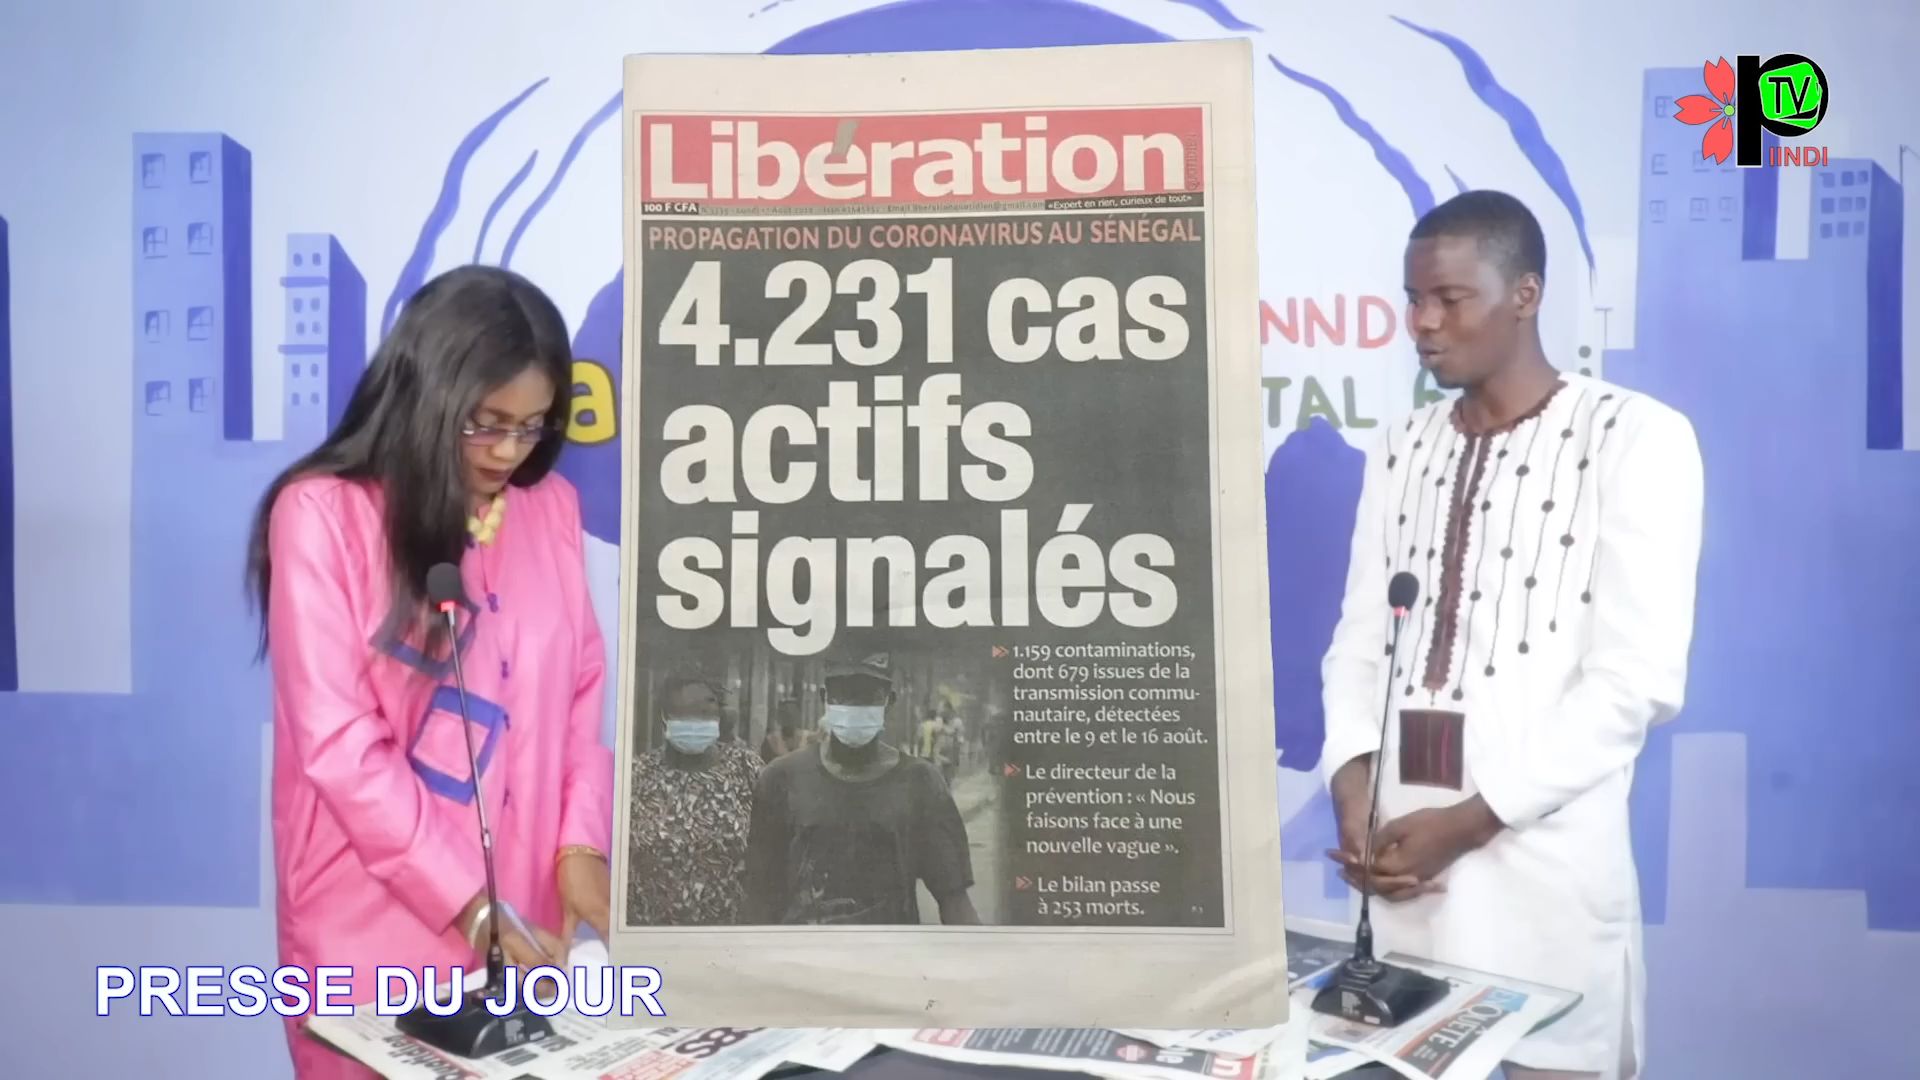 TV
IINDI
Libération
QUOTIDIEN
100 F CFA
«Expert en rien, curieux de tout»
PROPAGATION DU CORONAVIRUS AU SÉNÉGAL
4.231 cas
actifs
signalés
1.159 contaminations,
dont 679 issues de la
transmission commu-
nautaire, détectées
entre le 9 et le 16 août.
Le directeur de la
prévention : « Nous
faisons face à une
nouvelle vague ».
Le bilan passe
à 253 morts.
NND
TAL
PRESSE DU JOUR